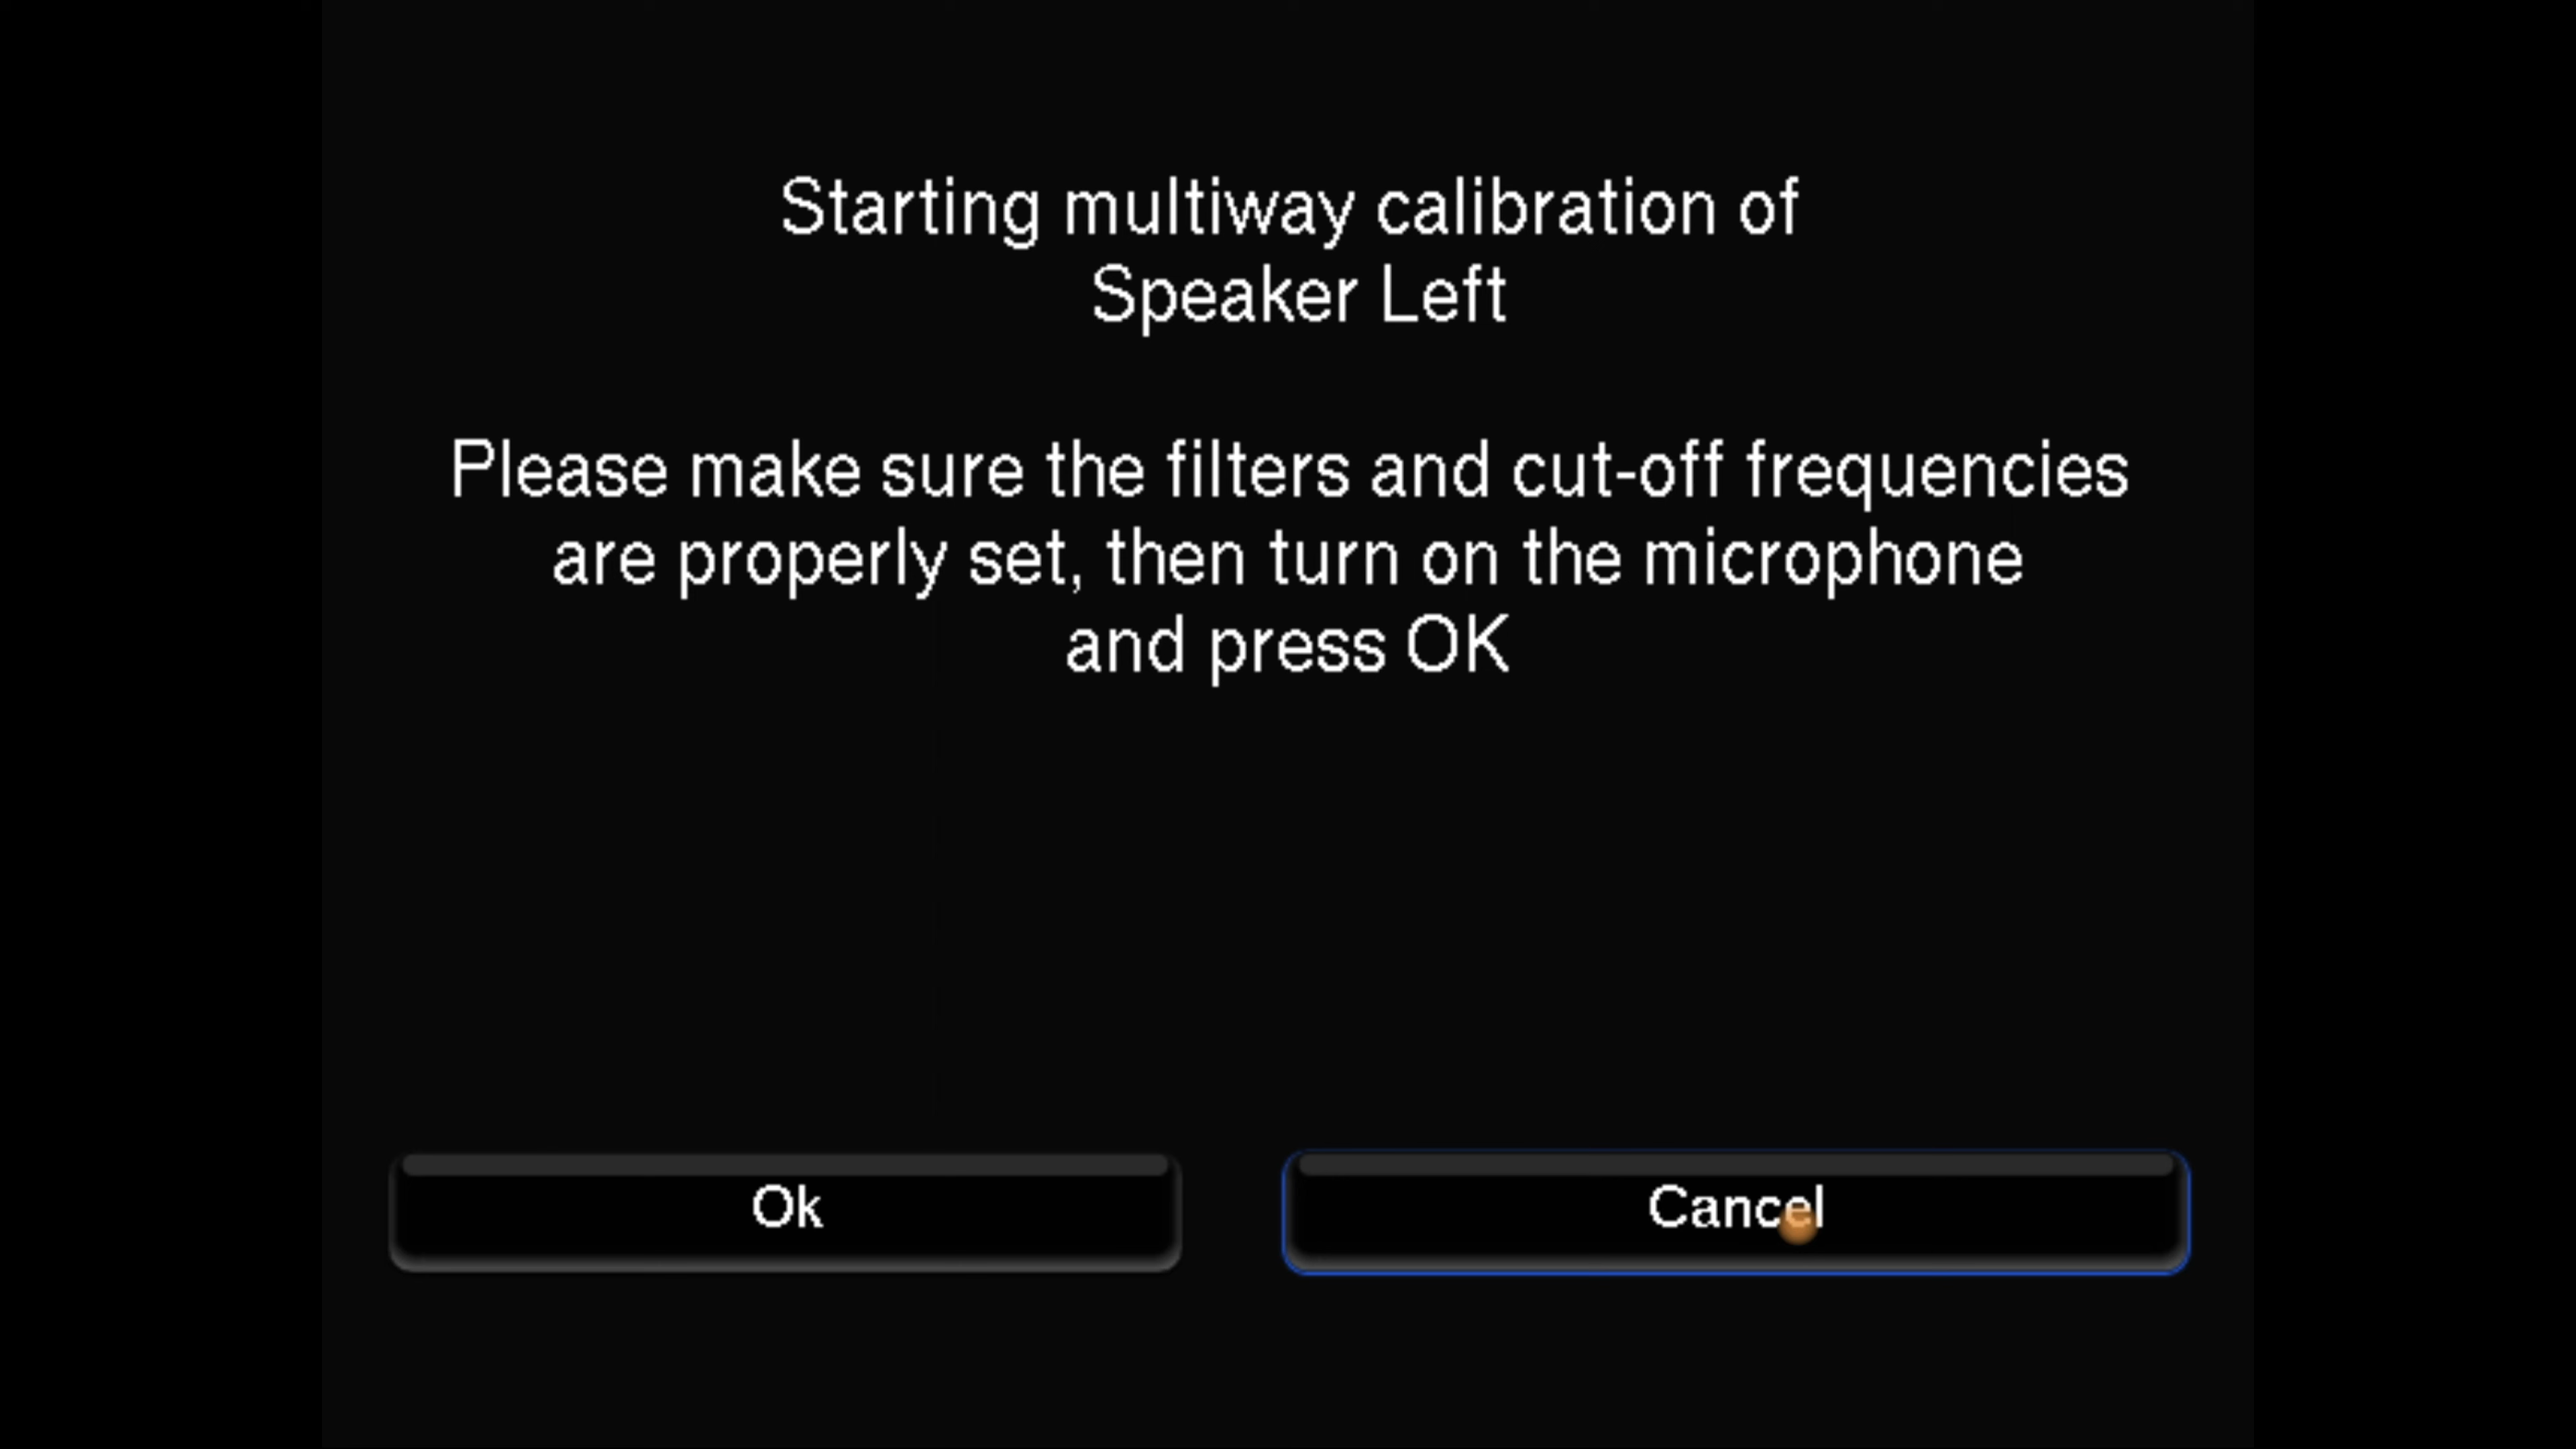 Starting multiway calibration of
Speaker Left
Please make sure the filters and cut-off frequencies
are properly set, then turn on the microphone
and press OK
Ok
Cancel